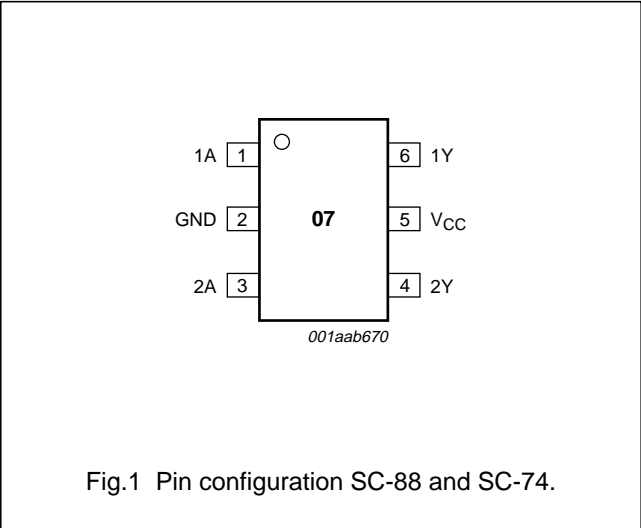 1A 1 6 1Y
GND 2 07 5 VCC
2A 3 4 2Y
001aab670
Fig.1 Pin configuration SC-88 and SC-74.